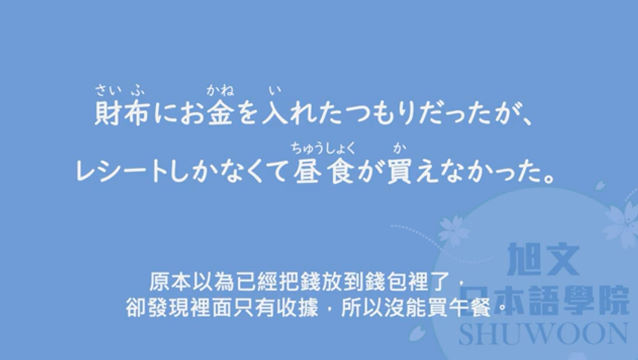 さい ふ かね い
財布にお金を入れたつもりだったが、
ちゅうしょく か
レシートしかなくて昼食が買えなかった。
原本以為已經把錢放到錢包裡了，
卻發現裡面只有收據，所以沒能買午餐。
旭文
日本語學院
SHUWOON